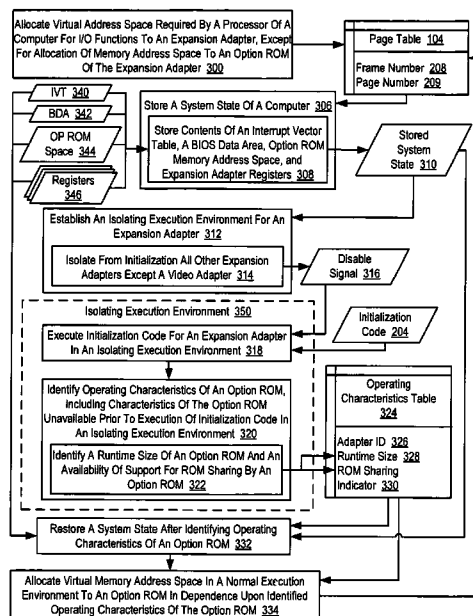 Allocate Virtual Address Space Required By A Processor Of A
Computer For I/O Functions To An Expansion Adapter, Except
For Allocation Of Memory Address Space To An Option ROM
Of The Expansion Adapter 300
Page Table 104
Frame Number 208
Page Number 209
IVT 340
BDA 342
OP ROM
Space 344
Registers
346
Store A System State Of A Computer 306
Store Contents Of An Interrupt Vector
Table, A BIOS Data Area, Option ROM
Memory Address Space, and
Expansion Adapter Registers 308
Stored
System
State 310
Establish An Isolating Execution Environment For An
Expansion Adapter 312
Isolate From Initialization All Other Expansion
Adapters Except A Video Adapter 314
Disable
Signal 316
Isolating Execution Environment 350
Initialization
Code 204
Execute Initialization Code For An Expansion Adapter
In An Isolating Execution Environment 318
Identify Operating Characteristics Of An Option ROM,
Including Characteristics Of The Option ROM
Unavailable Prior To Execution Of Initialization Code In
An Isolating Execution Environment 320
Identify A Runtime Size Of An Option ROM And An
Availability Of Support For ROM Sharing By An
Option ROM 322
Operating
Characteristics Table
324
Adapter ID 326
Runtime Size 328
ROM Sharing
Indicator 330
Restore A System State After Identifying Operating
Characteristics Of An Option ROM 332
Allocate Virtual Memory Address Space In A Normal Execution
Environment To An Option ROM In Dependence Upon Identified
Operating Characteristics Of The Option ROM 334